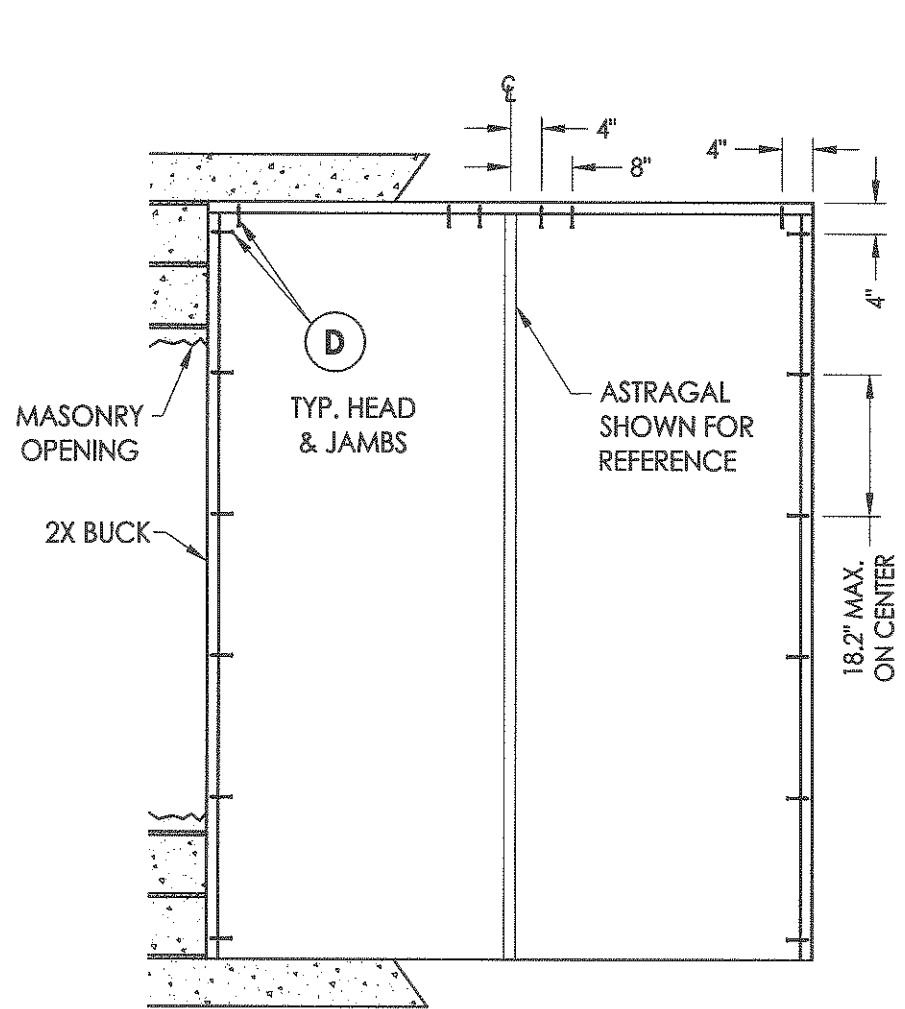 ℄
4"
8"
4"
4"
D
TYP. HEAD
& JAMBS
MASONRY
OPENING
ASTRAGAL
SHOWN FOR
REFERENCE
2X BUCK
18.2" MAX.
ON CENTER